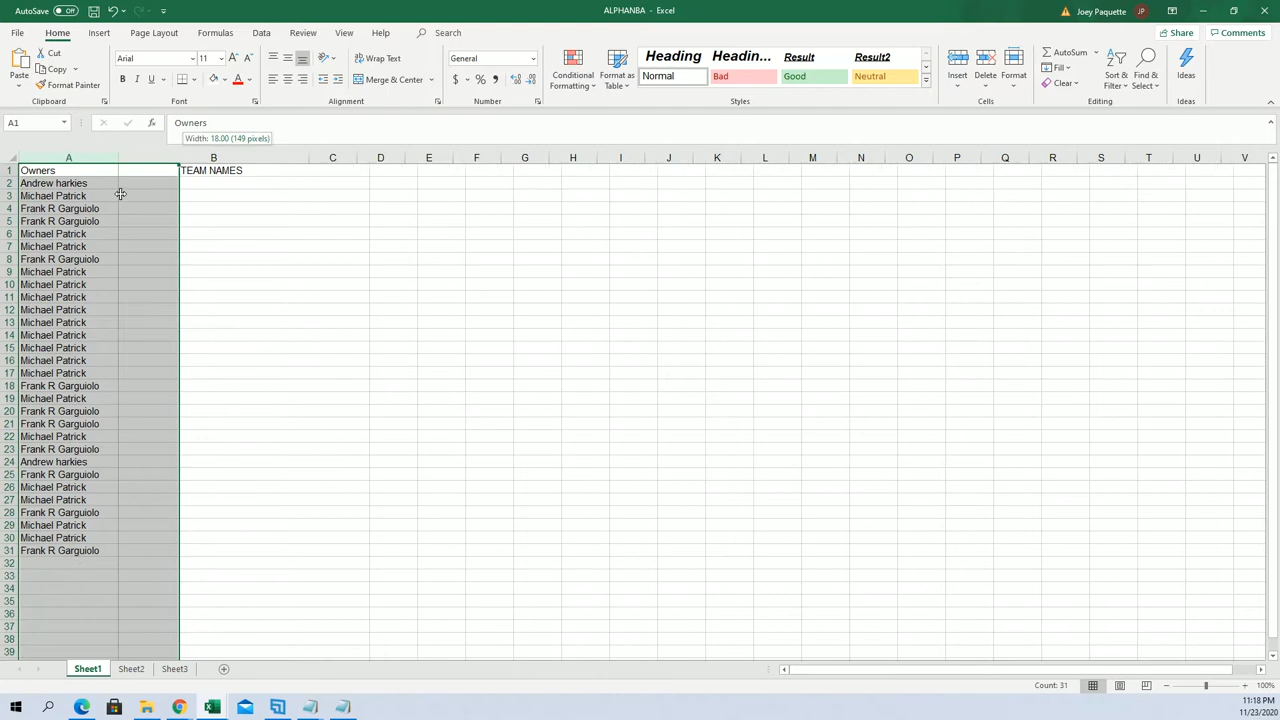 AutoSave Off
ALPHANBA - Excel
Joey Paquette JP
File Home Insert Page Layout Formulas Data Review View Help Search
Share Comments
Paste
Cut
Copy
Format Painter
Clipboard
Arial 11
B I U
Font
Wrap Text
Merge & Center
Alignment
General
$ % ,
Number
Conditional Formatting
Format as Table
Heading Headin... Result Result2
Normal Bad Good Neutral
Styles
Insert Delete Format
Cells
AutoSum
Fill
Clear
Sort & Filter
Find & Select
Editing
Ideas
Ideas
A1 fx Owners
Width: 18.00 (149 pixels)
A B C D E F G H I J K L M N O P Q R S T U V
1 Owners TEAM NAMES
2 Andrew harkies
3 Michael Patrick
4 Frank R Garguiolo
5 Frank R Garguiolo
6 Michael Patrick
7 Michael Patrick
8 Frank R Garguiolo
9 Michael Patrick
10 Michael Patrick
11 Michael Patrick
12 Michael Patrick
13 Michael Patrick
14 Michael Patrick
15 Michael Patrick
16 Michael Patrick
17 Michael Patrick
18 Frank R Garguiolo
19 Michael Patrick
20 Frank R Garguiolo
21 Frank R Garguiolo
22 Michael Patrick
23 Frank R Garguiolo
24 Andrew harkies
25 Frank R Garguiolo
26 Michael Patrick
27 Michael Patrick
28 Frank R Garguiolo
29 Michael Patrick
30 Michael Patrick
31 Frank R Garguiolo
32
33
34
35
36
37
38
39
Sheet1 Sheet2 Sheet3
Count: 31 100%
11:18 PM
11/23/2020